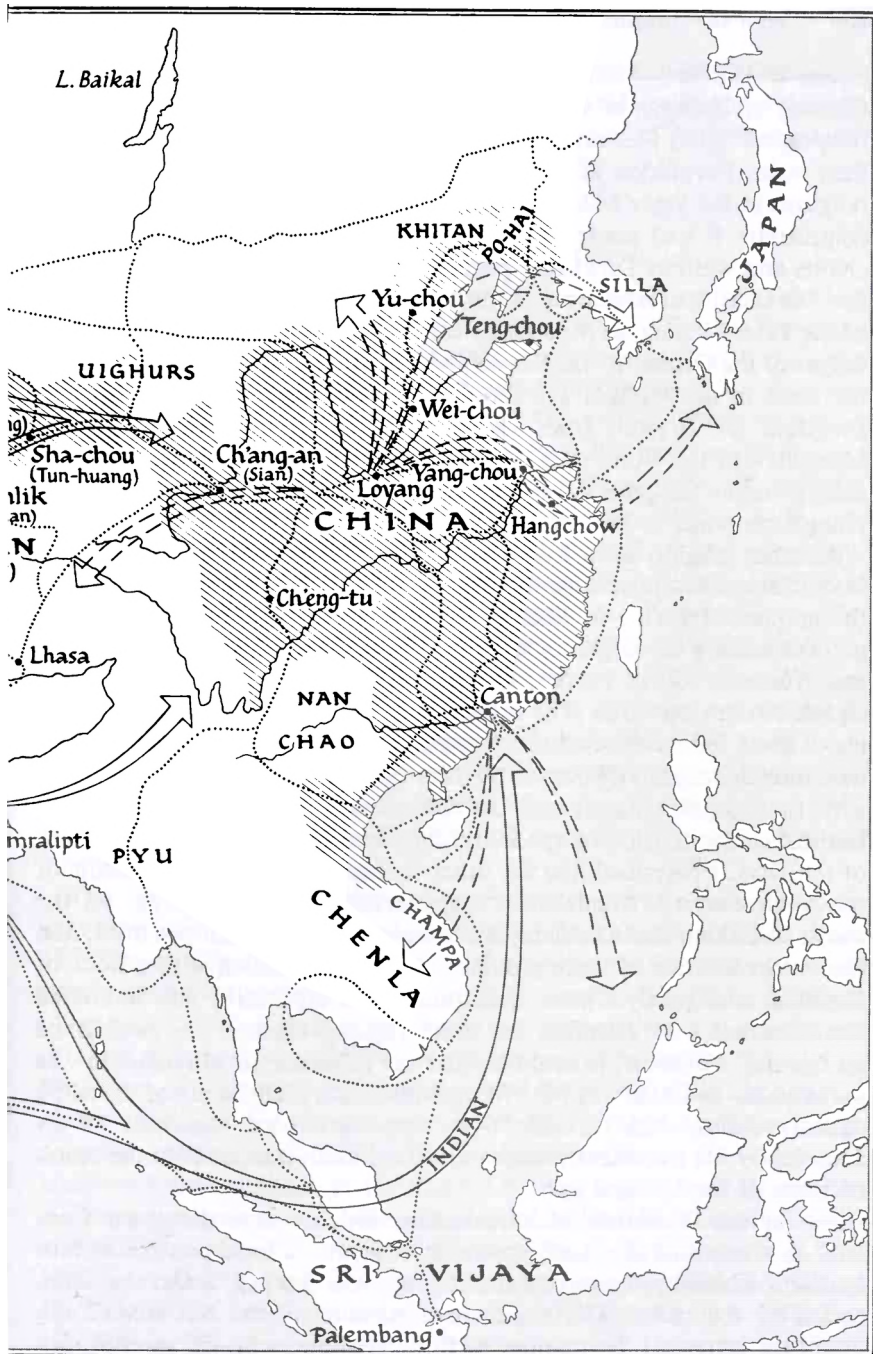 L. Baikal
JAPAN
KHITAN
PO-HAI
SILLA
Yu-chou
Teng-chou
UIGHURS
Wei-chou
Sha-chou
(Tun-huang)
Ch'ang-an
(Sian)
Yang-chou
Loyang
CHINA
Hangchow
Ch'eng-tu
Lhasa
NAN
CHAO
Canton
PYU
CHAMPA
CHENLA
INDIAN
SRI VIJAYA
Palembang